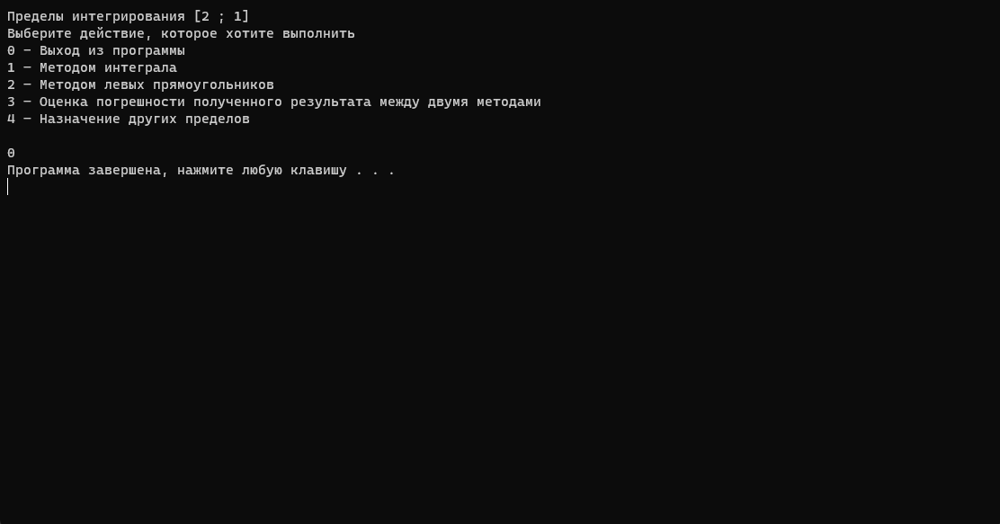 Пределы интегрирования [2 ; 1]
Выберите действие, которое хотите выполнить
0 – Выход из программы
1 – Методом интеграла
2 – Методом левых прямоугольников
3 – Оценка погрешности полученного результата между двумя методами
4 – Назначение других пределов
0
Программа завершена, нажмите любую клавишу . . .